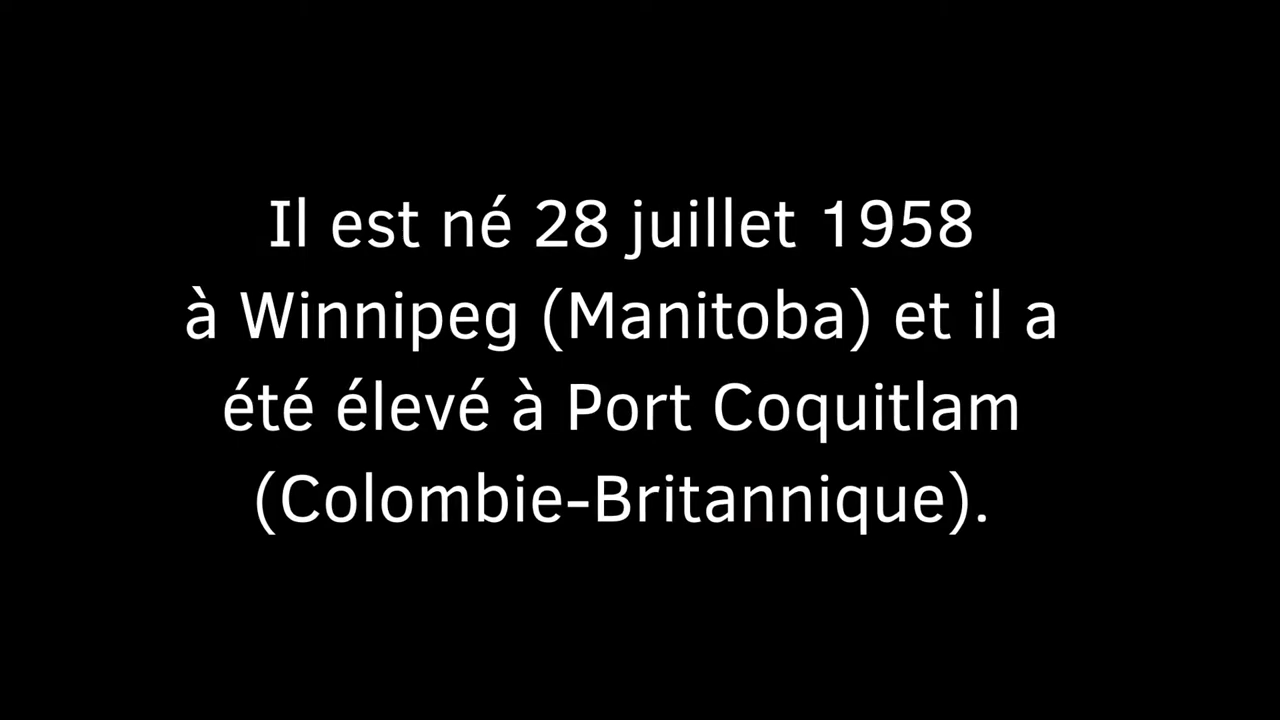 Il est né 28 juillet 1958
à Winnipeg (Manitoba) et il a
été élevé à Port Coquitlam
(Colombie-Britannique).